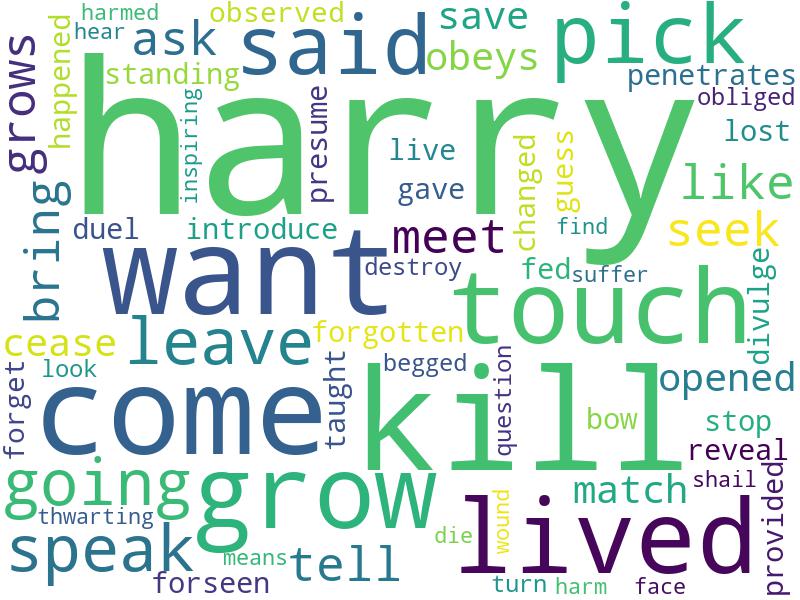 harmed
observed
save
pick
hear
ask
said
obeys
grows
happened
standing
penetrates
harry
obliged
inspiring
presume
live
lost
changed
guess
gave
like
bring
duel
introduce
meet
find
seek
want
destroy
fed
suffer
touch
divulge
cease
leave
forgotten
forget
look
taught
begged
question
opened
come
kill
bow
stop
reveal
going
grow
match
shail
provided
thwarting
wound
lived
speak
means
tell
die
forseen
turn
harm
face